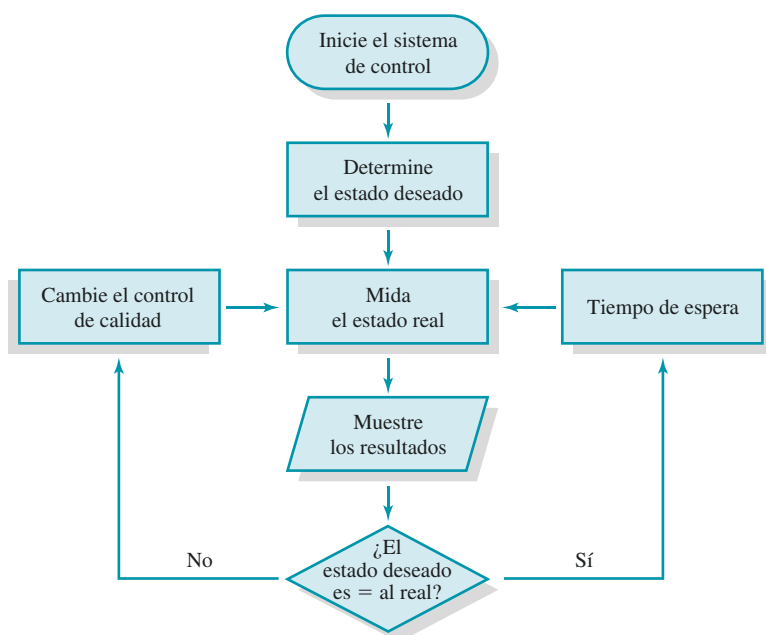 Inicie el sistema
de control
Determine
el estado deseado
Cambie el control
de calidad
Mida
el estado real
Tiempo de espera
Muestre
los resultados
No
¿El
estado deseado
es = al real?
Sí